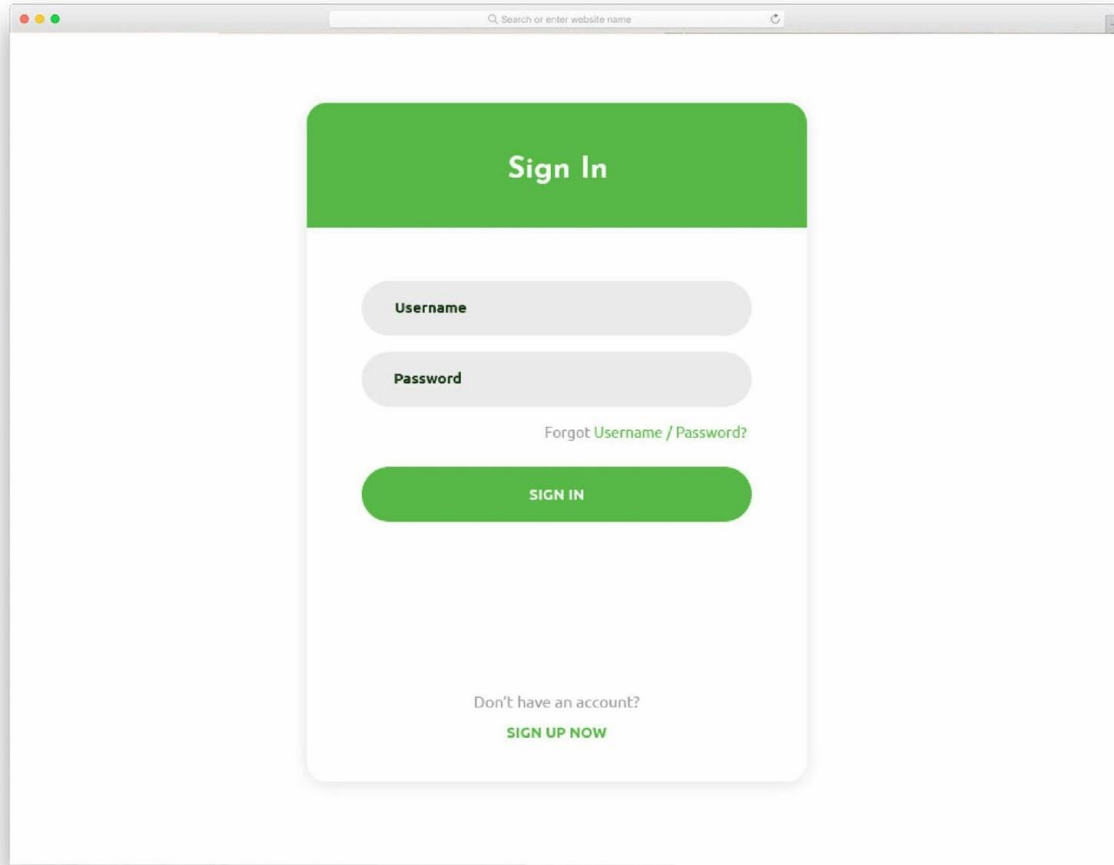 Search or enter website name
Sign In
Username
Password
Forgot Username / Password?
SIGN IN
Don't have an account?
SIGN UP NOW